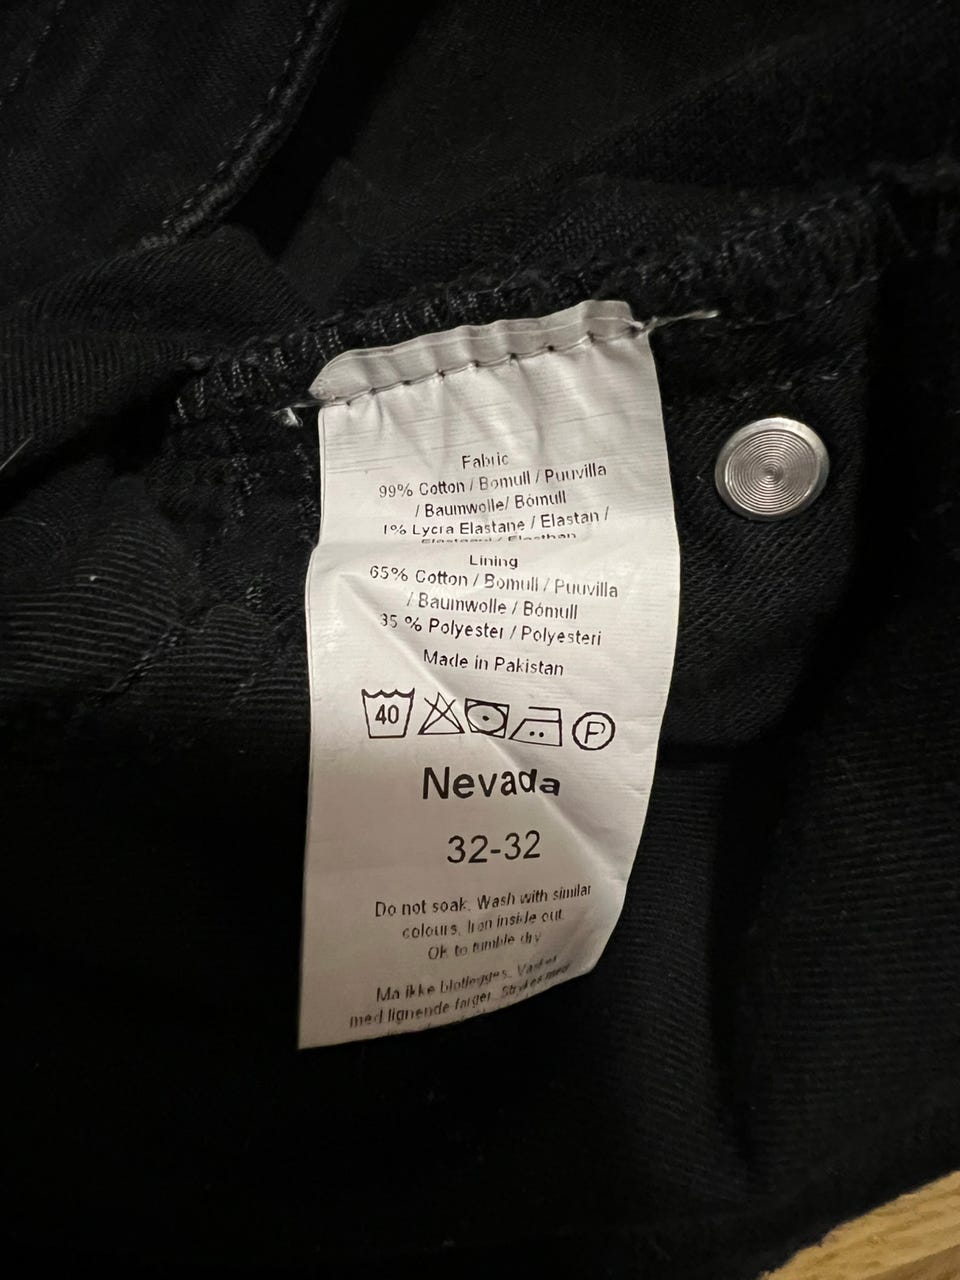 Fabric
99% Cotton / Bomull / Puuvilla
/ Baumwolle/ Bómull
1% Lycra Elastane / Elastan /
Lining
65% Cotton / Bomull / Puuvilla
/ Baumwolle / Bómull
35 % Polyester / Polyesteri
Made in Pakistan
40
P
Nevada
32-32
Do not soak. Wash with similar
colours, Iron inside out.
Ok to tumble dry
Ma ikke blotlegges. Vaskes
med lignende farger. Strykes med